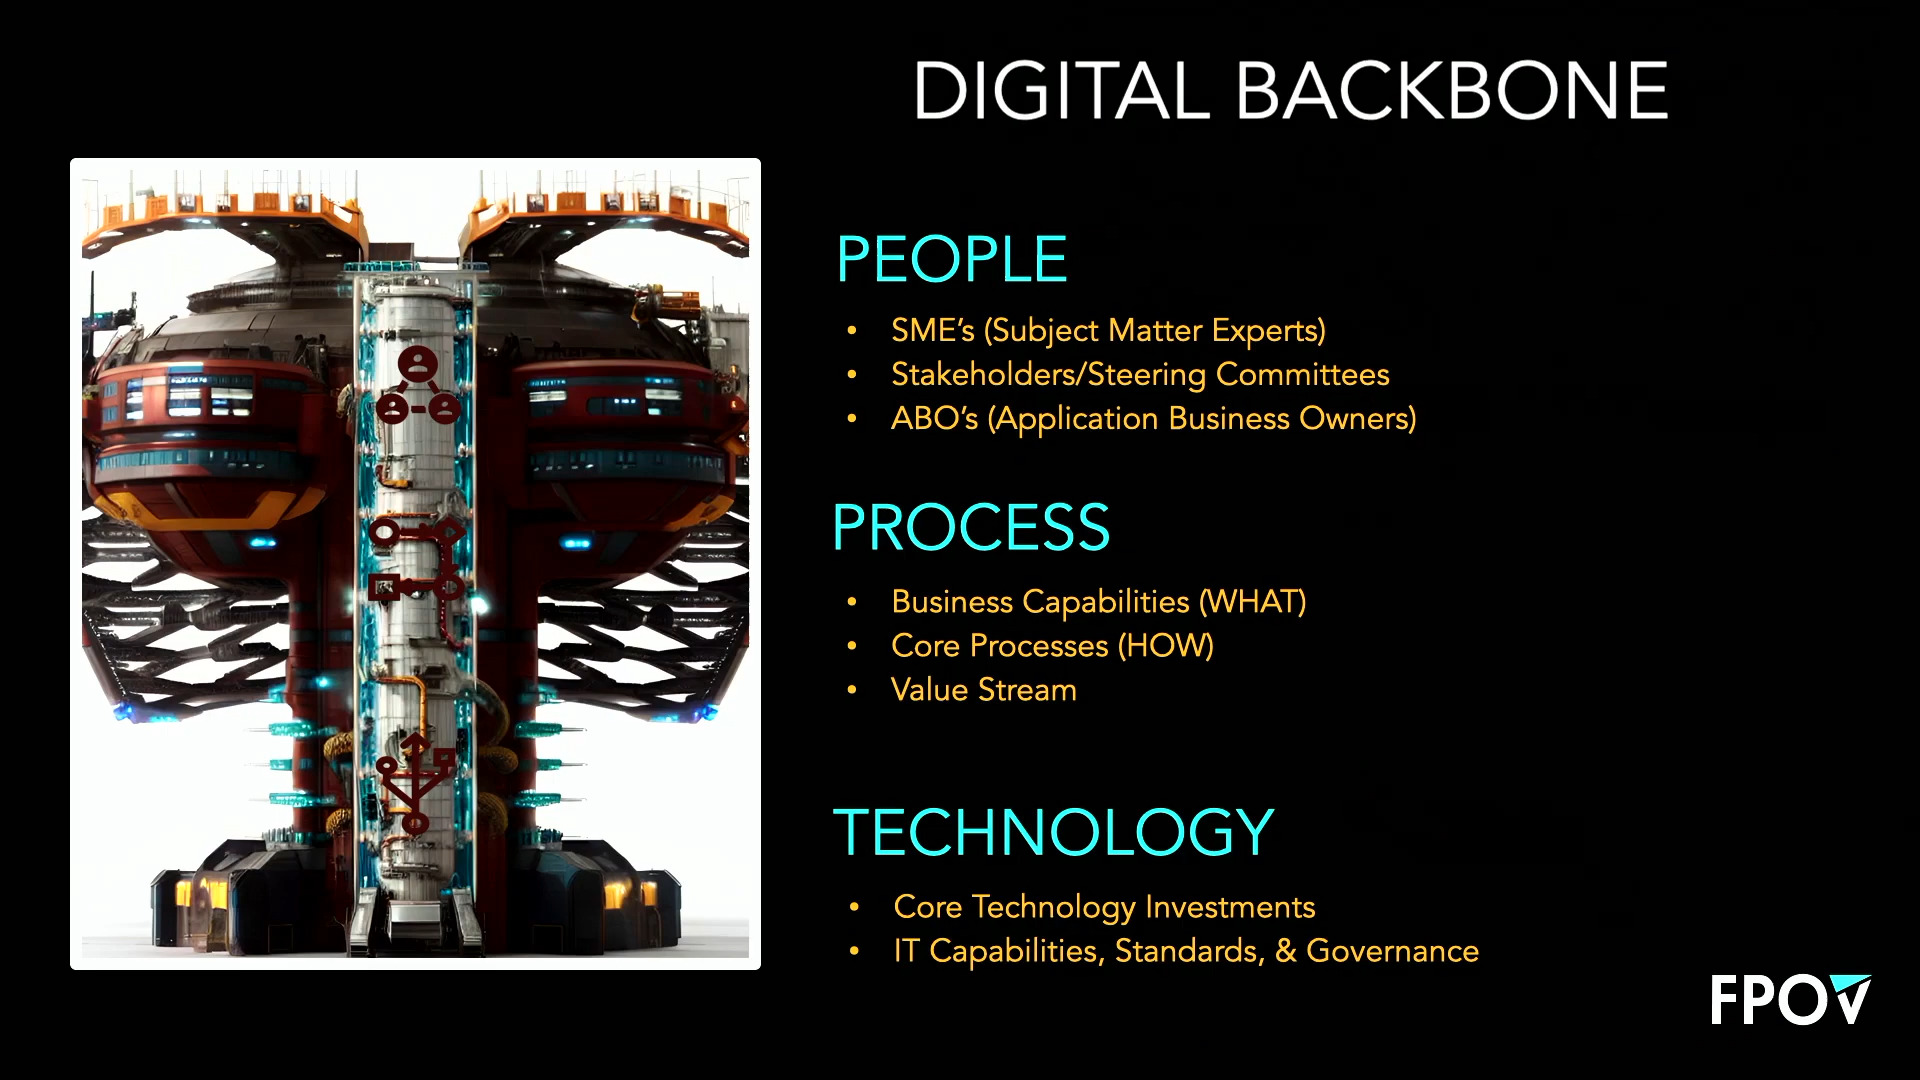 DIGITAL BACKBONE
PEOPLE
• SME’s (Subject Matter Experts)
• Stakeholders/Steering Committees
• ABO’s (Application Business Owners)
PROCESS
• Business Capabilities (WHAT)
• Core Processes (HOW)
• Value Stream
TECHNOLOGY
• Core Technology Investments
• IT Capabilities, Standards, & Governance
FPOV